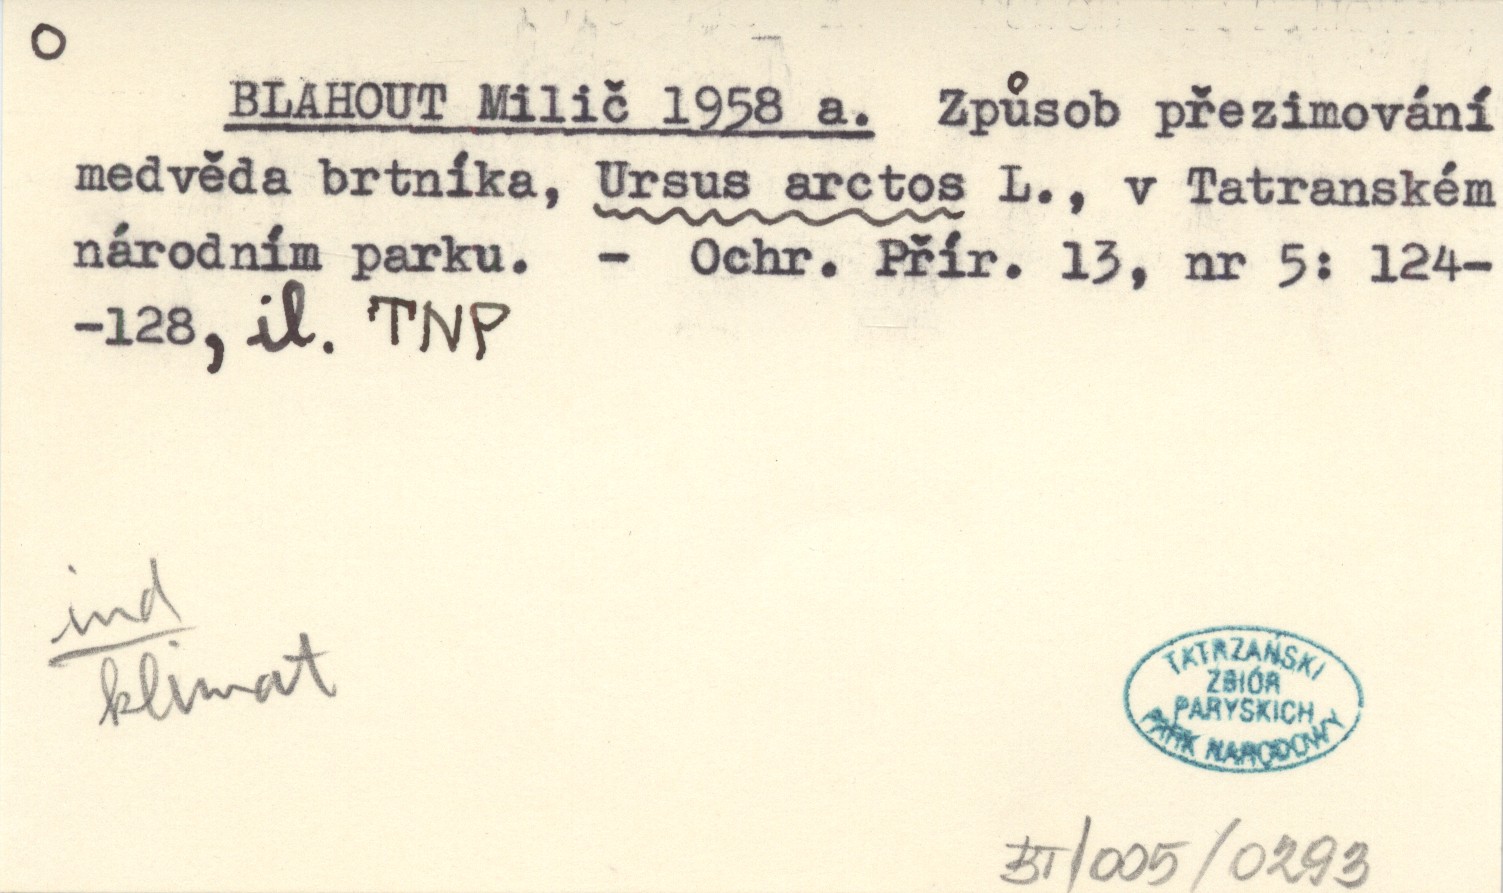 O
BLAHOUT Milič 1958 a. Způsob přezimování
medvěda brtníka, Ursus arctos L., v Tatranském
národním parku. - Ochr. Přír. 13, nr 5: 124-
-128, il. TNP
ind
klimat
TATRZAŃSKI
ZBIÓR
PARYSKICH
PARK NARODOWY
/005/0293